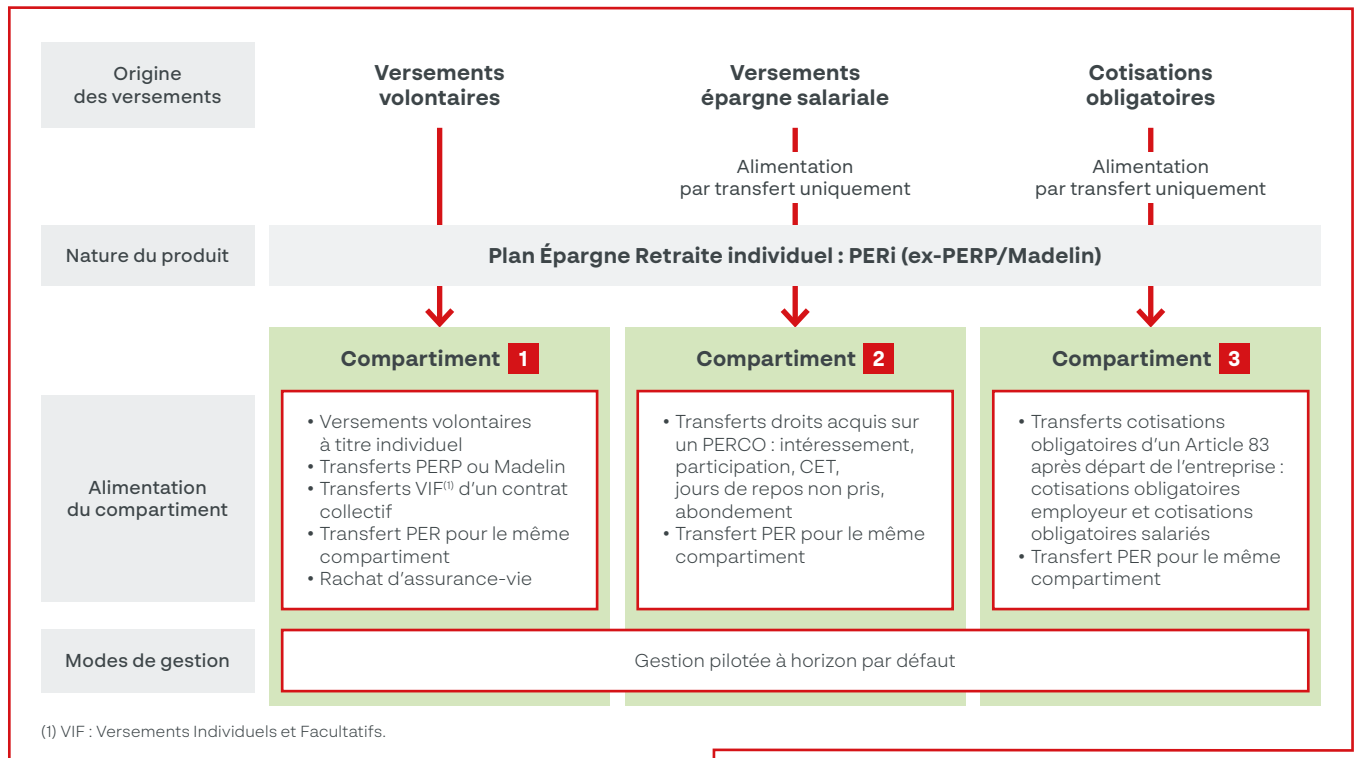 Origine
des versements
Versements
volontaires
Versements
épargne salariale
Cotisations
obligatoires
Alimentation
par transfert uniquement
Alimentation
par transfert uniquement
Nature du produit
Plan Épargne Retraite individuel : PERi (ex-PERP/Madelin)
Compartiment 1
Compartiment 2
Compartiment 3
Alimentation
du compartiment
• Versements volontaires
à titre individuel
• Transferts PERP ou Madelin
• Transferts VIF(1) d'un contrat
collectif
• Transfert PER pour le même
compartiment
• Rachat d'assurance-vie
• Transferts droits acquis sur
un PERCO : intéressement,
participation, CET,
jours de repos non pris,
abondement
• Transfert PER pour le même
compartiment
• Transferts cotisations
obligatoires d'un Article 83
après départ de l'entreprise :
cotisations obligatoires
employeur et cotisations
obligatoires salariés
• Transfert PER pour le même
compartiment
Modes de gestion
Gestion pilotée à horizon par défaut
(1) VIF : Versements Individuels et Facultatifs.